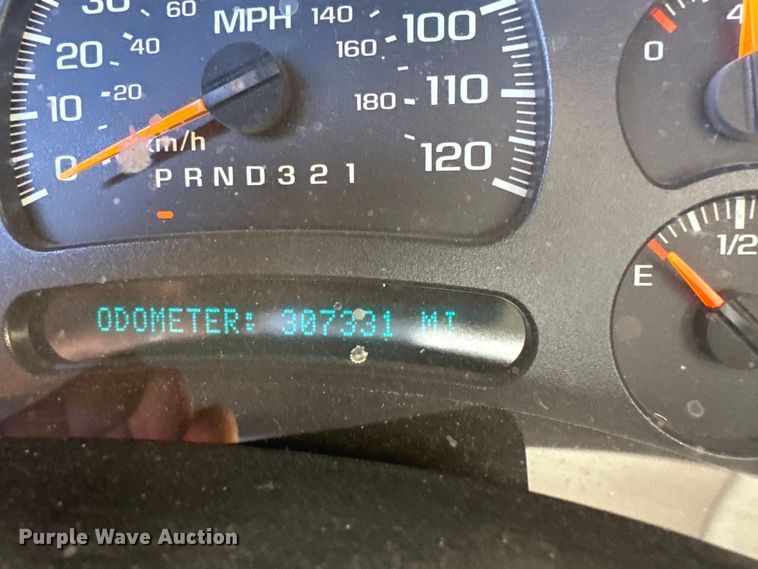 30 60 MPH 140 100
20 40 160
10 20 180 110
0 km/h 120
PRND321
0 4
E 1/2
ODOMETER: 307331 MI
Purple Wave Auction